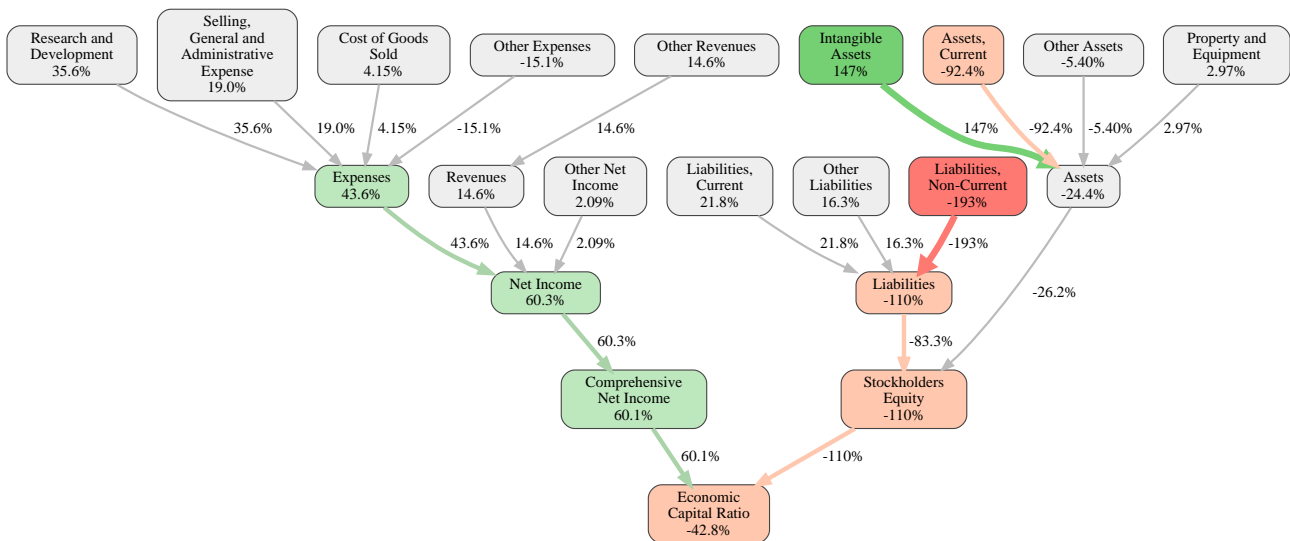 Research and
Development
35.6%
Selling,
General and
Administrative
Expense
19.0%
Cost of Goods
Sold
4.15%
Other Expenses
-15.1%
Other Revenues
14.6%
Intangible
Assets
147%
Assets,
Current
-92.4%
Other Assets
-5.40%
Property and
Equipment
2.97%
35.6%
19.0%
4.15%
-15.1%
14.6%
147%
-92.4%
-5.40%
2.97%
Expenses
43.6%
Revenues
14.6%
Other Net
Income
2.09%
Liabilities,
Current
21.8%
Other
Liabilities
16.3%
Liabilities,
Non-Current
-193%
Assets
-24.4%
43.6%
14.6%
2.09%
21.8%
16.3%
-193%
Net Income
60.3%
Liabilities
-110%
-26.2%
60.3%
-83.3%
Comprehensive
Net Income
60.1%
Stockholders
Equity
-110%
60.1%
-110%
Economic
Capital Ratio
-42.8%